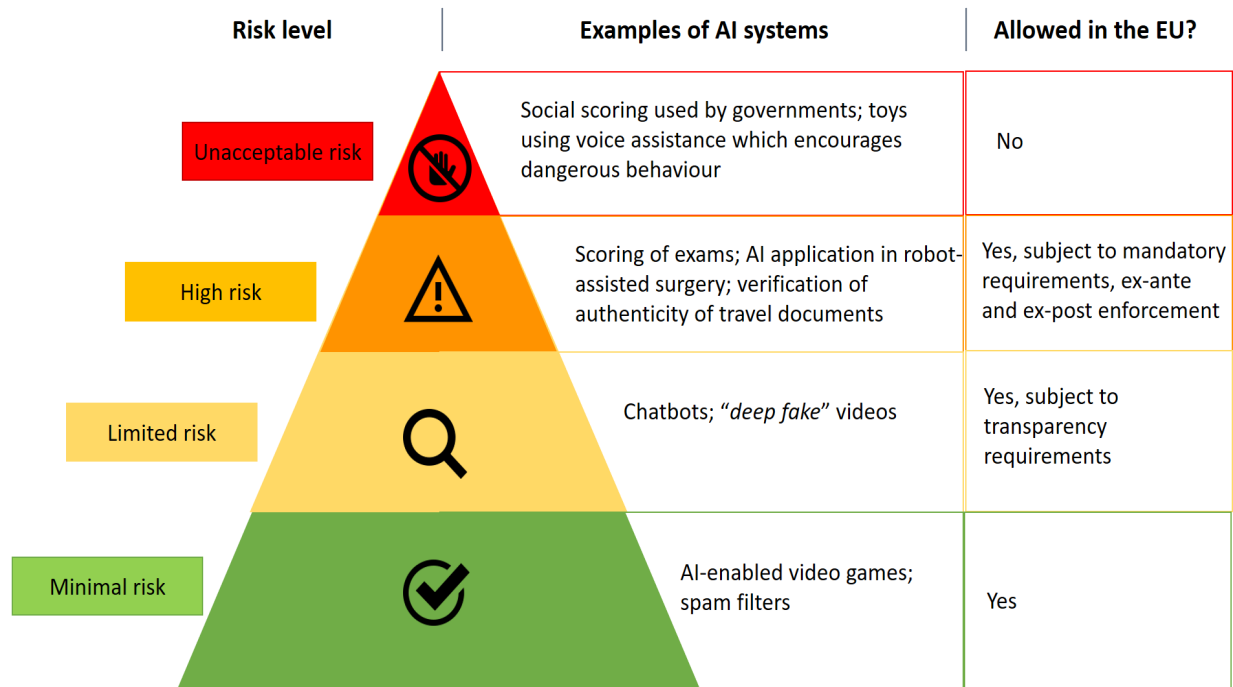 Risk level
Examples of AI systems
Allowed in the EU?
Unacceptable risk
Social scoring used by governments; toys
using voice assistance which encourages
dangerous behaviour
No
High risk
Scoring of exams; AI application in robot-
assisted surgery; verification of
authenticity of travel documents
Yes, subject to mandatory
requirements, ex-ante
and ex-post enforcement
Limited risk
Chatbots; “deep fake” videos
Yes, subject to
transparency
requirements
Minimal risk
AI-enabled video games;
spam filters
Yes